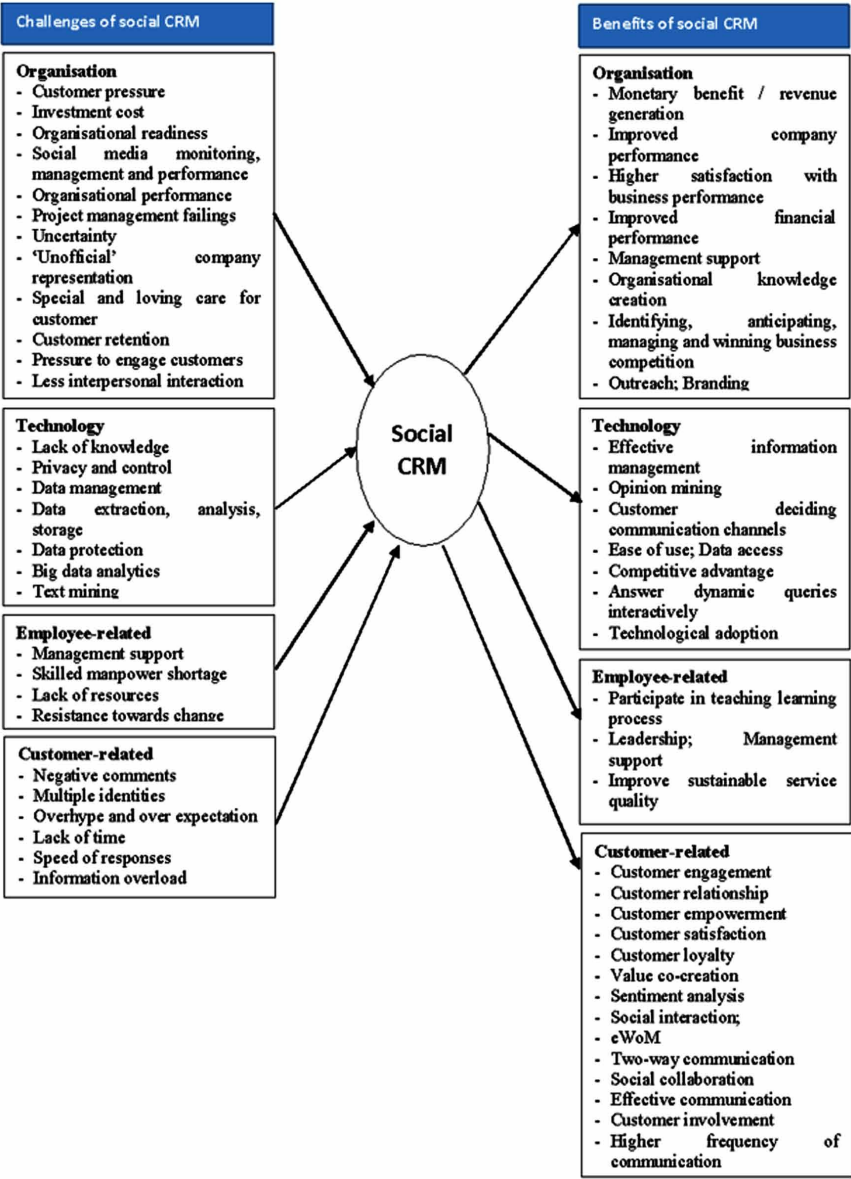 Challenges of social CRM
Organisation
- Customer pressure
- Investment cost
- Organisational readiness
- Social media monitoring,
management and performance
- Organisational performance
- Project management failings
- Uncertainty
- ‘Unofficial’ company
representation
- Special and loving care for
customer
- Customer retention
- Pressure to engage customers
- Less interpersonal interaction
Technology
- Lack of knowledge
- Privacy and control
- Data management
- Data extraction, analysis,
storage
- Data protection
- Big data analytics
- Text mining
Employee-related
- Management support
- Skilled manpower shortage
- Lack of resources
- Resistance towards change
Customer-related
- Negative comments
- Multiple identities
- Overhype and over expectation
- Lack of time
- Speed of responses
- Information overload
Social
CRM
Benefits of social CRM
Organisation
- Monetary benefit / revenue
generation
- Improved company
performance
- Higher satisfaction with
business performance
- Improved financial
performance
- Management support
- Organisational knowledge
creation
- Identifying, anticipating,
managing and winning business
competition
- Outreach; Branding
Technology
- Effective information
management
- Opinion mining
- Customer deciding
communication channels
- Ease of use; Data access
- Competitive advantage
- Answer dynamic queries
interactively
- Technological adoption
Employee-related
- Participate in teaching learning
process
- Leadership; Management
support
- Improve sustainable service
quality
Customer-related
- Customer engagement
- Customer relationship
- Customer empowerment
- Customer satisfaction
- Customer loyalty
- Value co-creation
- Sentiment analysis
- Social interaction;
- eWoM
- Two-way communication
- Social collaboration
- Effective communication
- Customer involvement
- Higher frequency of
communication